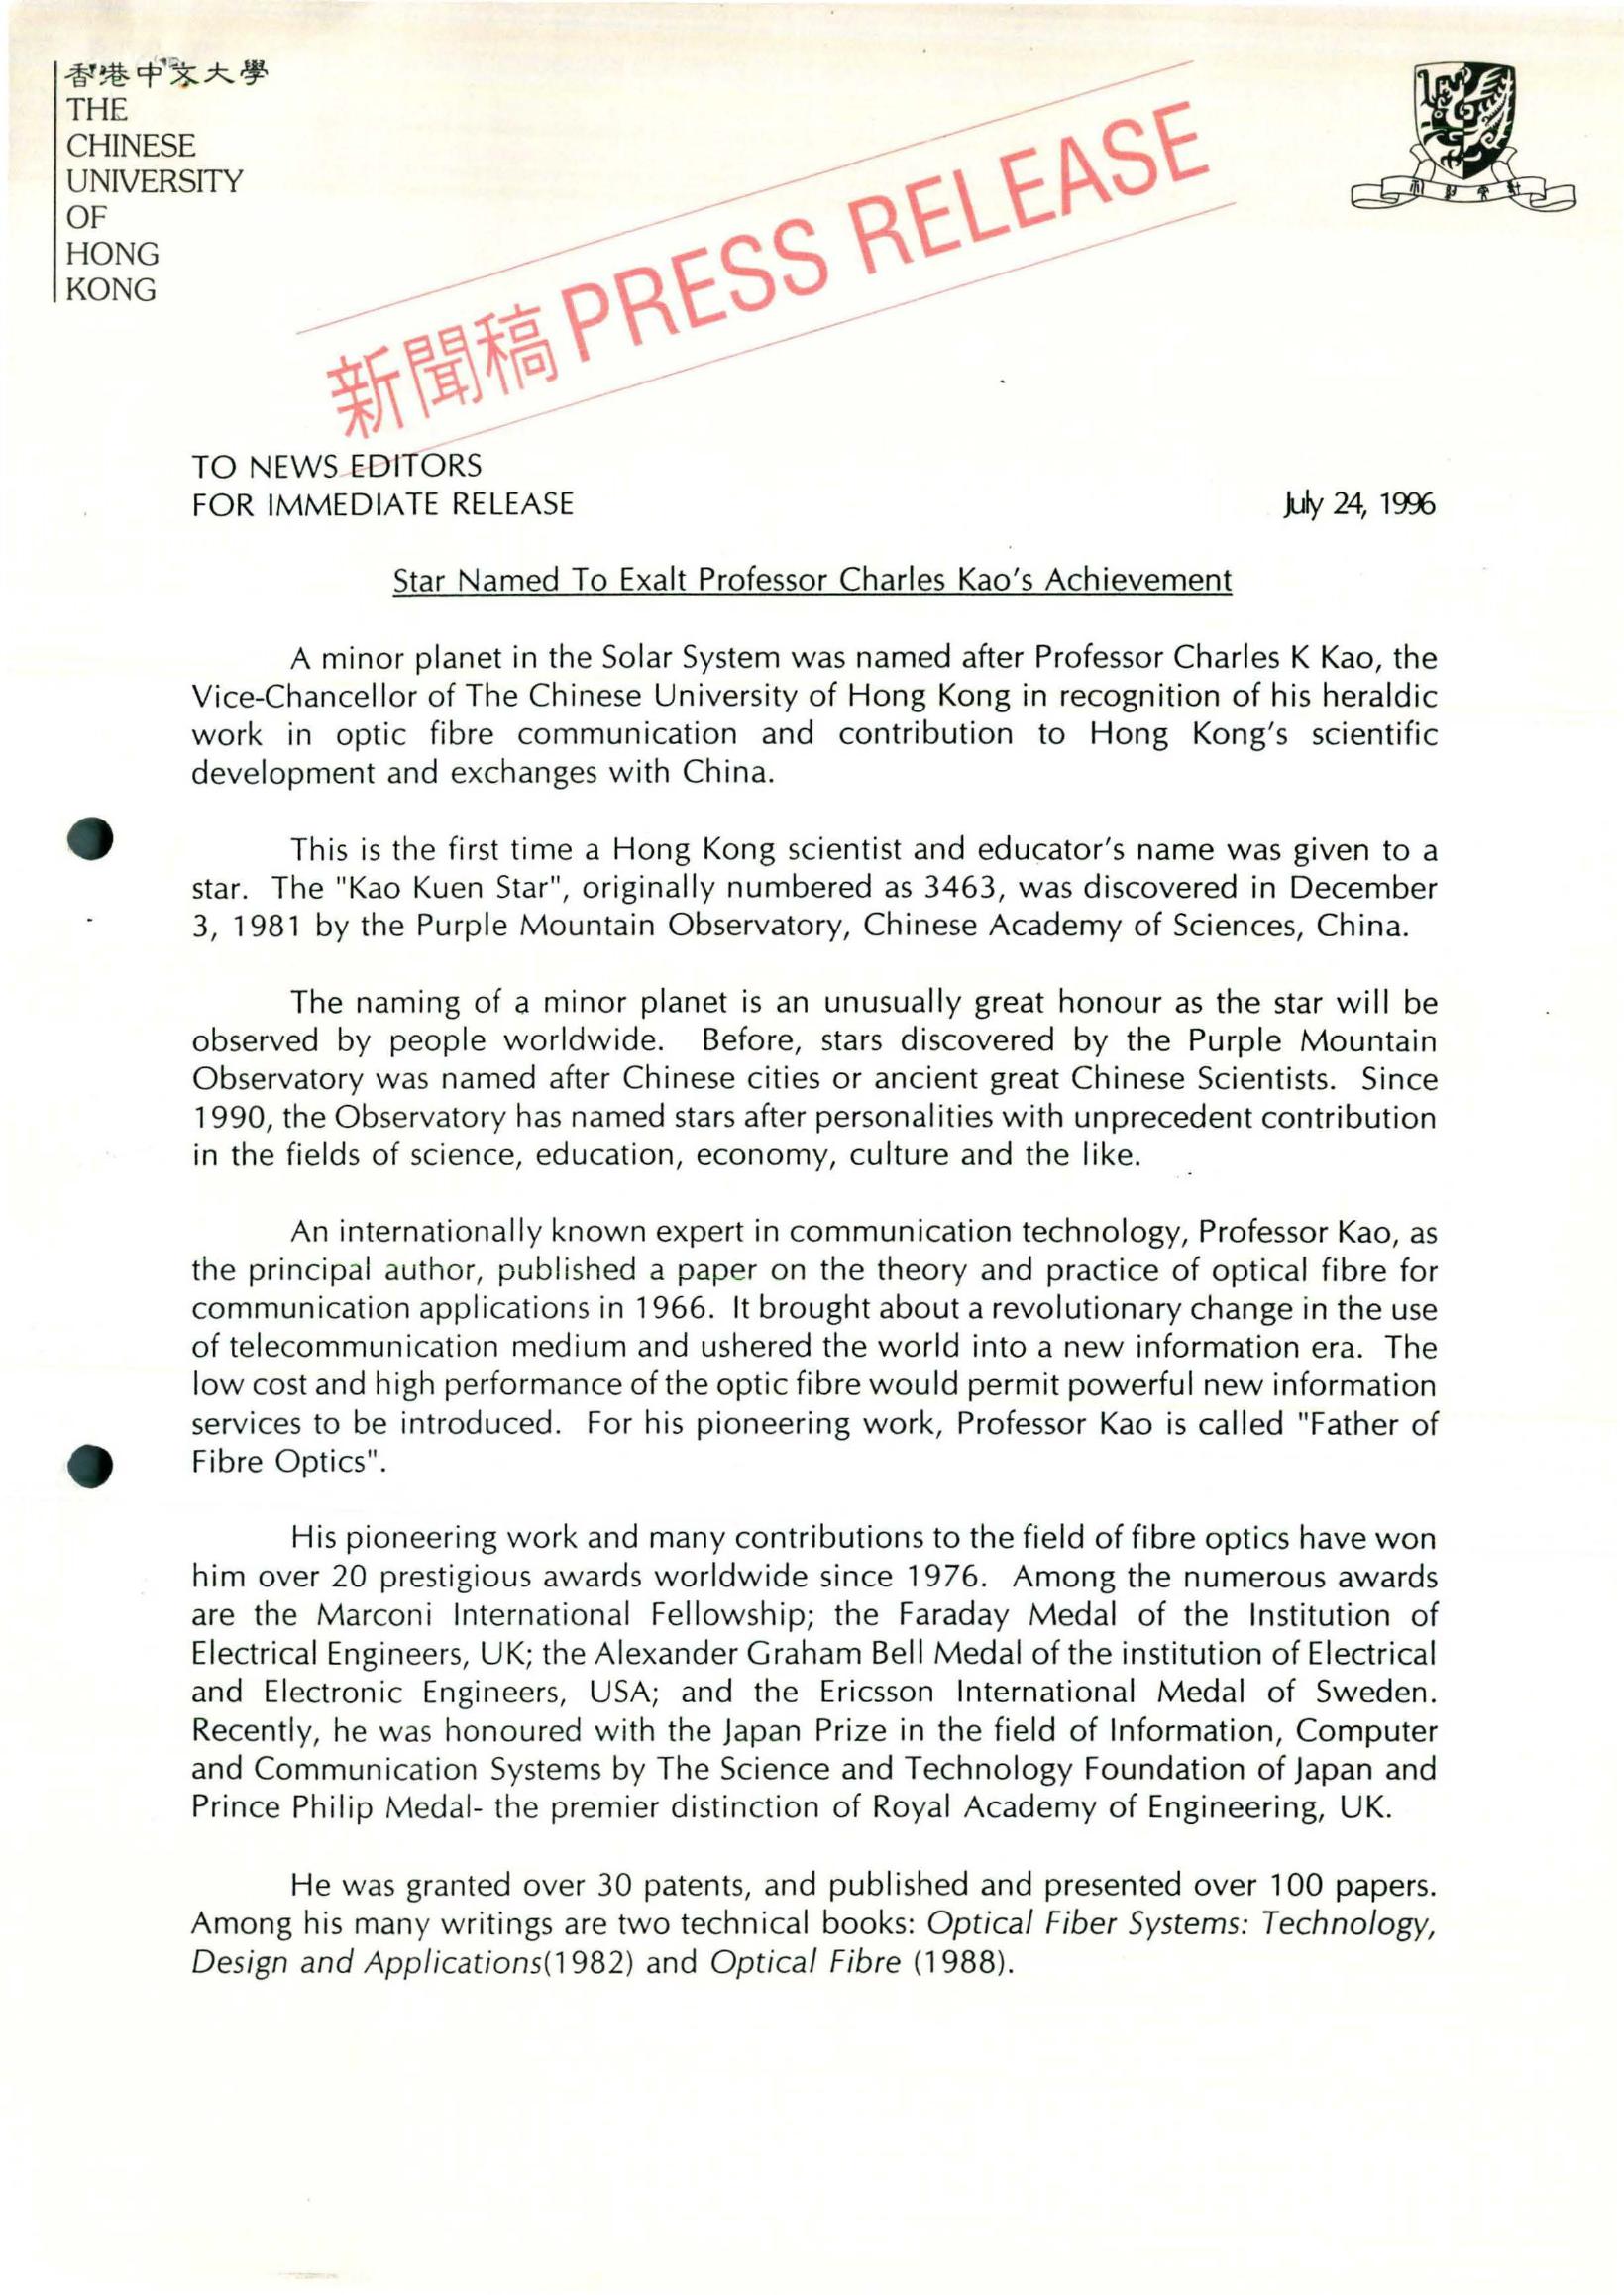 香港中文大學
THE
CHINESE
UNIVERSITY
OF
HONG
KONG
新聞稿 PRESS RELEASE
TO NEWS EDITORS
FOR IMMEDIATE RELEASE
July 24, 1996
Star Named To Exalt Professor Charles Kao's Achievement
A minor planet in the Solar System was named after Professor Charles K Kao, the
Vice-Chancellor of The Chinese University of Hong Kong in recognition of his heraldic
work in optic fibre communication and contribution to Hong Kong's scientific
development and exchanges with China.
This is the first time a Hong Kong scientist and educator's name was given to a
star. The "Kao Kuen Star", originally numbered as 3463, was discovered in December
3, 1981 by the Purple Mountain Observatory, Chinese Academy of Sciences, China.
The naming of a minor planet is an unusually great honour as the star will be
observed by people worldwide. Before, stars discovered by the Purple Mountain
Observatory was named after Chinese cities or ancient great Chinese Scientists. Since
1990, the Observatory has named stars after personalities with unprecedent contribution
in the fields of science, education, economy, culture and the like.
An internationally known expert in communication technology, Professor Kao, as
the principal author, published a paper on the theory and practice of optical fibre for
communication applications in 1966. It brought about a revolutionary change in the use
of telecommunication medium and ushered the world into a new information era. The
low cost and high performance of the optic fibre would permit powerful new information
services to be introduced. For his pioneering work, Professor Kao is called "Father of
Fibre Optics".
His pioneering work and many contributions to the field of fibre optics have won
him over 20 prestigious awards worldwide since 1976. Among the numerous awards
are the Marconi International Fellowship; the Faraday Medal of the Institution of
Electrical Engineers, UK; the Alexander Graham Bell Medal of the institution of Electrical
and Electronic Engineers, USA; and the Ericsson International Medal of Sweden.
Recently, he was honoured with the Japan Prize in the field of Information, Computer
and Communication Systems by The Science and Technology Foundation of Japan and
Prince Philip Medal- the premier distinction of Royal Academy of Engineering, UK.
He was granted over 30 patents, and published and presented over 100 papers.
Among his many writings are two technical books: Optical Fiber Systems: Technology,
Design and Applications(1982) and Optical Fibre (1988).